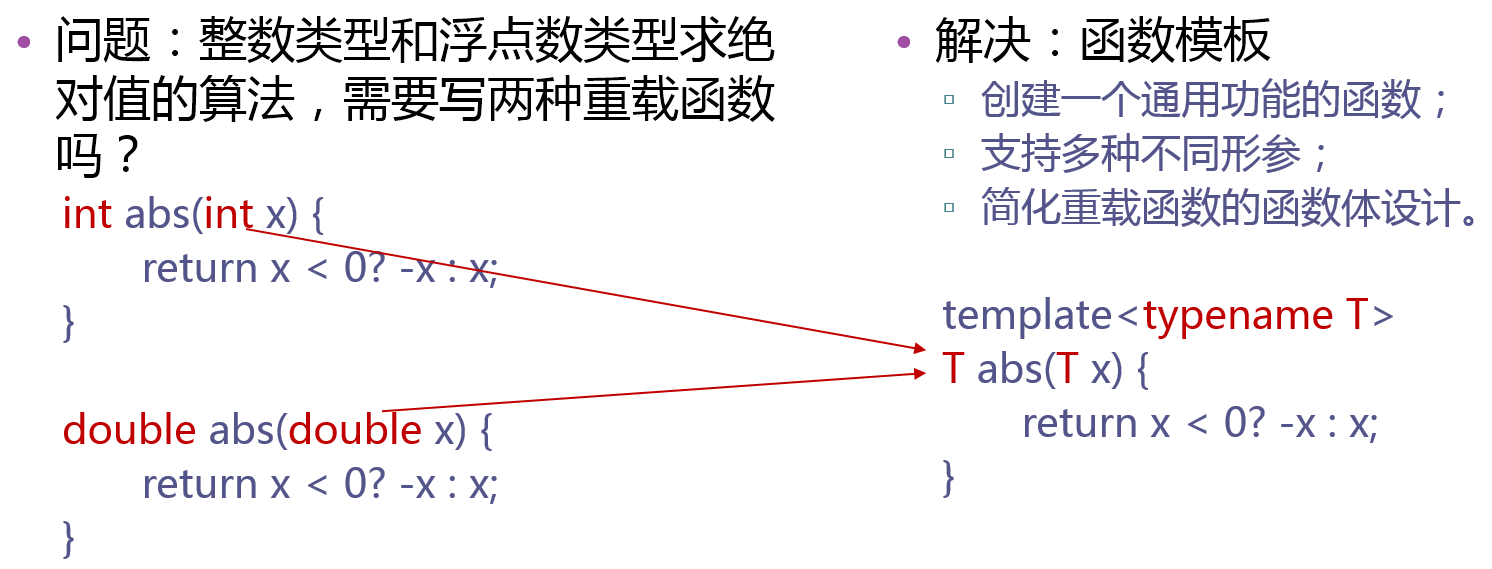 • 问题：整数类型和浮点数类型求绝
对值的算法，需要写两种重载函数
吗？
int abs(int x) {
return x < 0? -x : x;
}
double abs(double x) {
return x < 0? -x : x;
}
• 解决：函数模板
▫ 创建一个通用功能的函数；
▫ 支持多种不同形参；
▫ 简化重载函数的函数体设计。
template<typename T>
T abs(T x) {
return x < 0? -x : x;
}